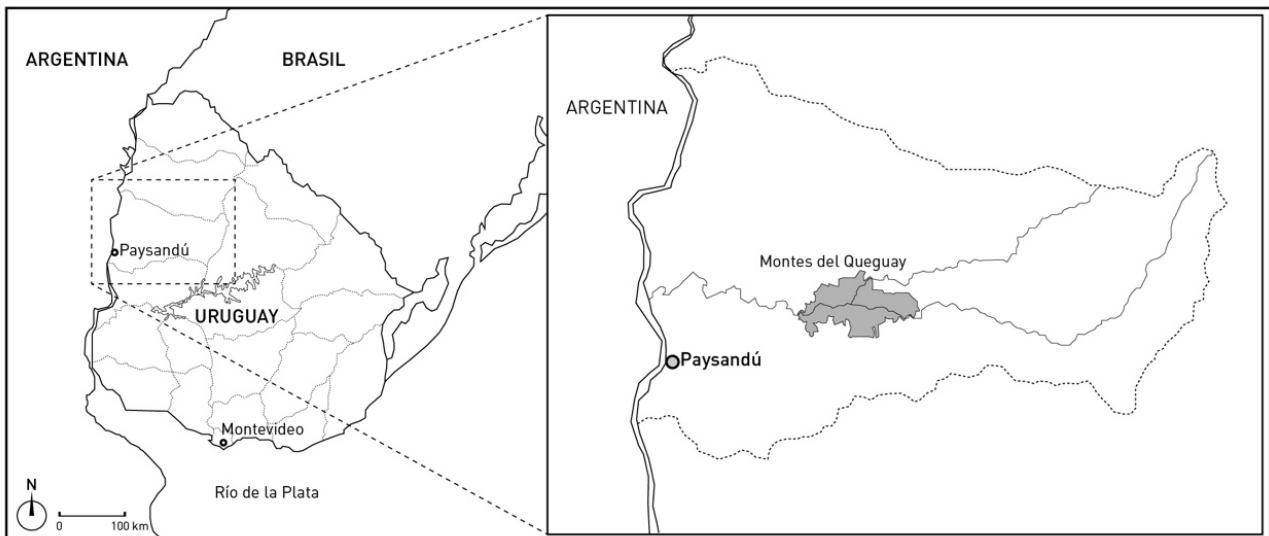 ARGENTINA
BRASIL
Paysandú
URUGUAY
Montevideo
Río de la Plata
N
0 100 km
ARGENTINA
Montes del Queguay
Paysandú